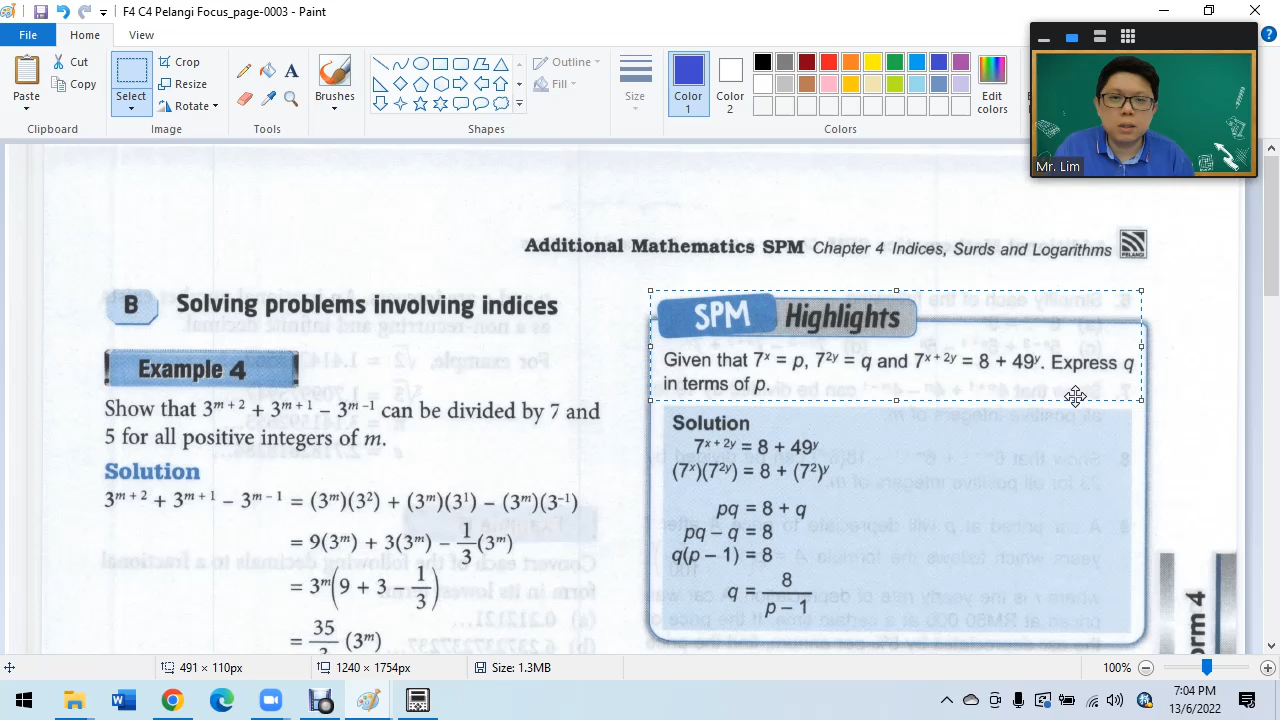 F4 C4 Pelangi Focus_page-0003 - Paint
File
Home
View
Paste
Cut
Copy
Clipboard
Select
Crop
Resize
Rotate
Image
Tools
Brushes
Shapes
Outline
Fill
Size
Color 1
Color 2
Edit colors
Colors
Mr. Lim
Additional Mathematics SPM Chapter 4 Indices, Surds and Logarithms
PELANGI
B Solving problems involving indices
Example 4
Show that 3^{m + 2} + 3^{m + 1} – 3^{m – 1} can be divided by 7 and
5 for all positive integers of m.
Solution
3^{m + 2} + 3^{m + 1} – 3^{m – 1} = (3^m)(3²) + (3^m)(3¹) – (3^m)(3⁻¹)
= 9(3^m) + 3(3^m) – 1/3(3^m)
= 3^m(9 + 3 – 1/3)
= 35/3 (3^m)
SPM Highlights
Given that 7^x = p, 7^{2y} = q and 7^{x + 2y} = 8 + 49^y. Express q
in terms of p.
Solution
7^{x + 2y} = 8 + 49^y
(7^x)(7^{2y}) = 8 + (7²)^y
pq = 8 + q
pq – q = 8
q(p – 1) = 8
q = 8/(p – 1)
orm 4
491 × 110px
1240 × 1754px
Size: 1.3MB
100%
7:04 PM
13/6/2022